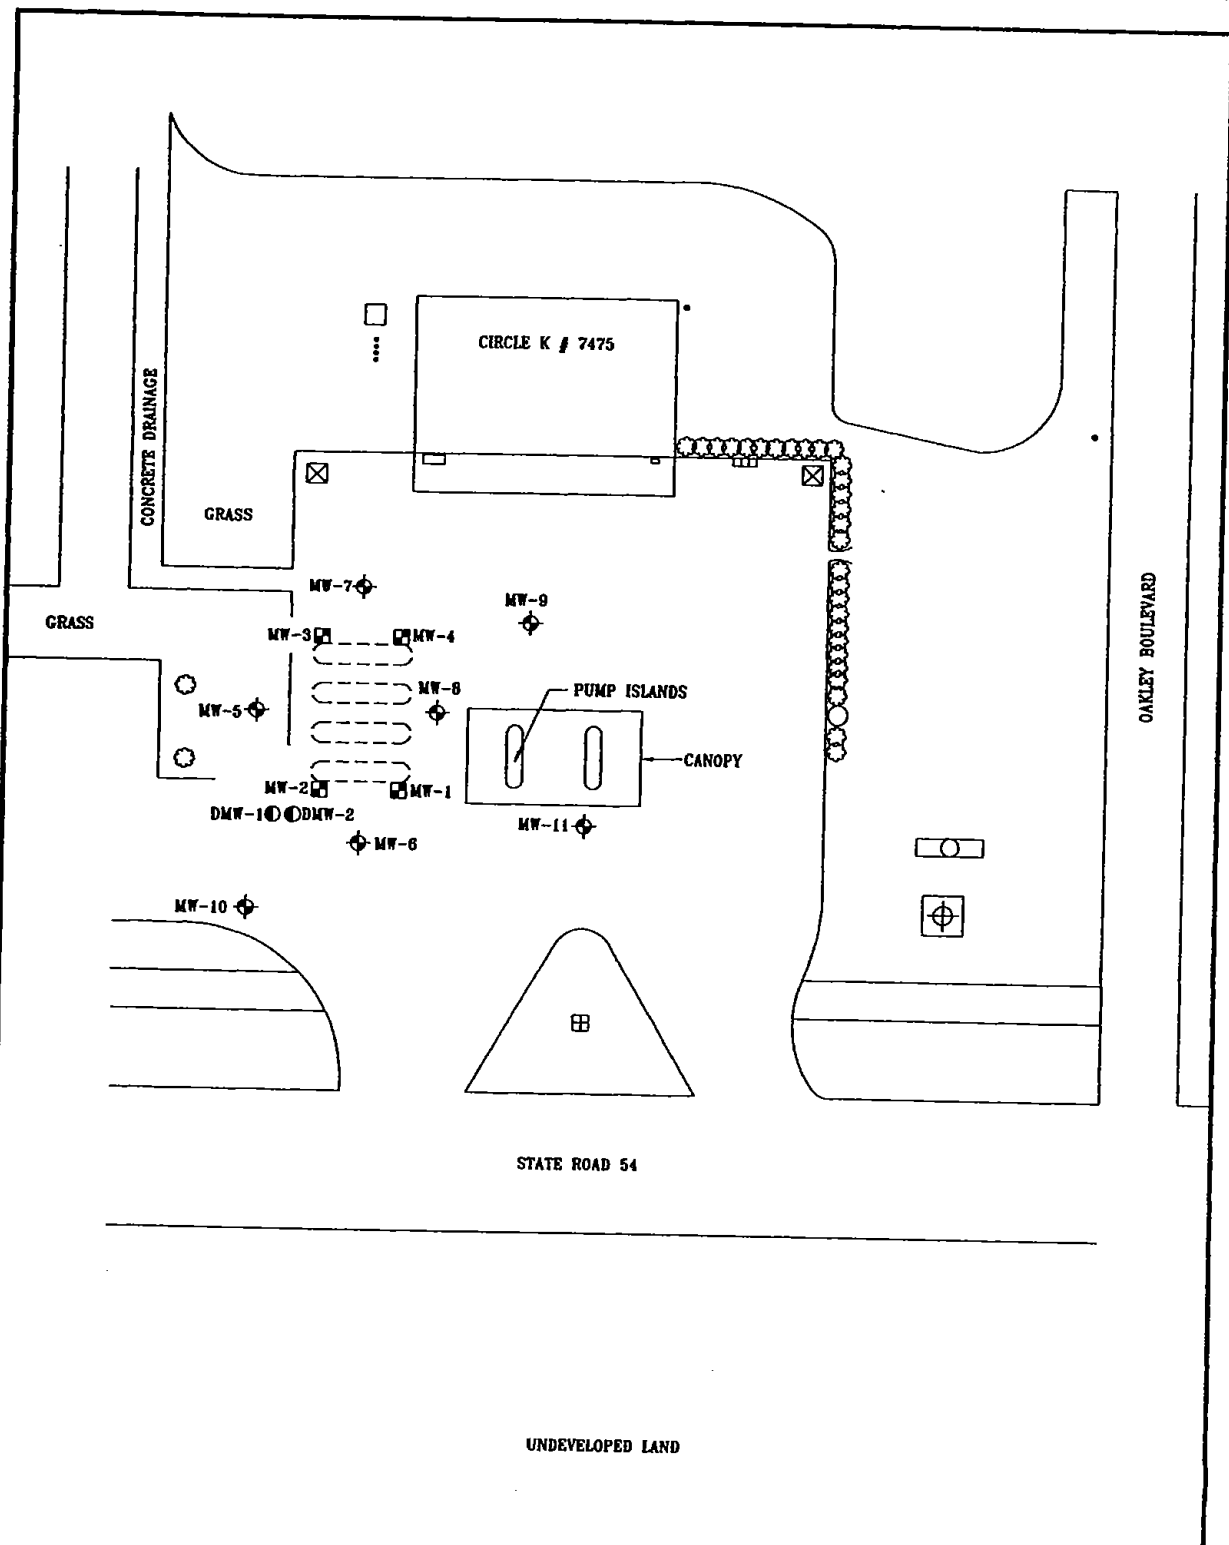 CIRCLE K # 7475
CONCRETE DRAINAGE
GRASS
MW-7
MW-9
GRASS
MW-3
MW-4
OAKLEY BOULEVARD
MW-8
PUMP ISLANDS
MW-5
CANOPY
MW-2
MW-1
DMW-1
DMW-2
MW-11
MW-6
MW-10
STATE ROAD 54
UNDEVELOPED LAND